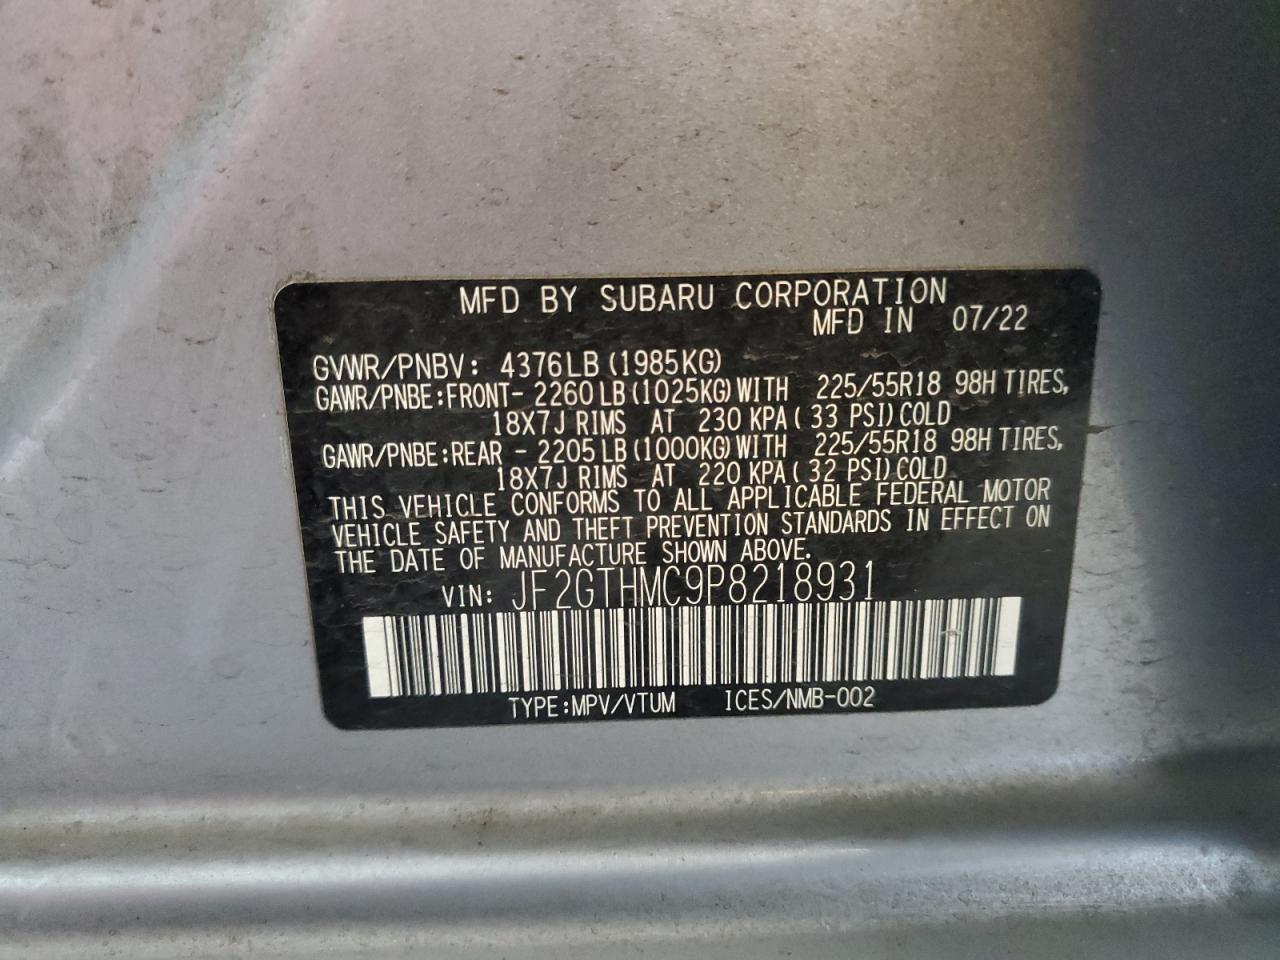 MFD BY SUBARU CORPORATION
MFD IN 07/22
GVWR/PNBV: 4376LB (1985KG)
GAWR/PNBE:FRONT- 2260 LB (1025KG) WITH 225/55R18 98H TIRES,
18X7J RIMS AT 230 KPA ( 33 PSI) COLD
GAWR/PNBE:REAR - 2205 LB (1000KG) WITH 225/55R18 98H TIRES,
18X7J RIMS AT 220 KPA ( 32 PSI) COLD
THIS VEHICLE CONFORMS TO ALL APPLICABLE FEDERAL MOTOR
VEHICLE SAFETY AND THEFT PREVENTION STANDARDS IN EFFECT ON
THE DATE OF MANUFACTURE SHOWN ABOVE.
VIN: JF2GTHMC9P8218931
TYPE:MPV/VTUM ICES/NMB-002